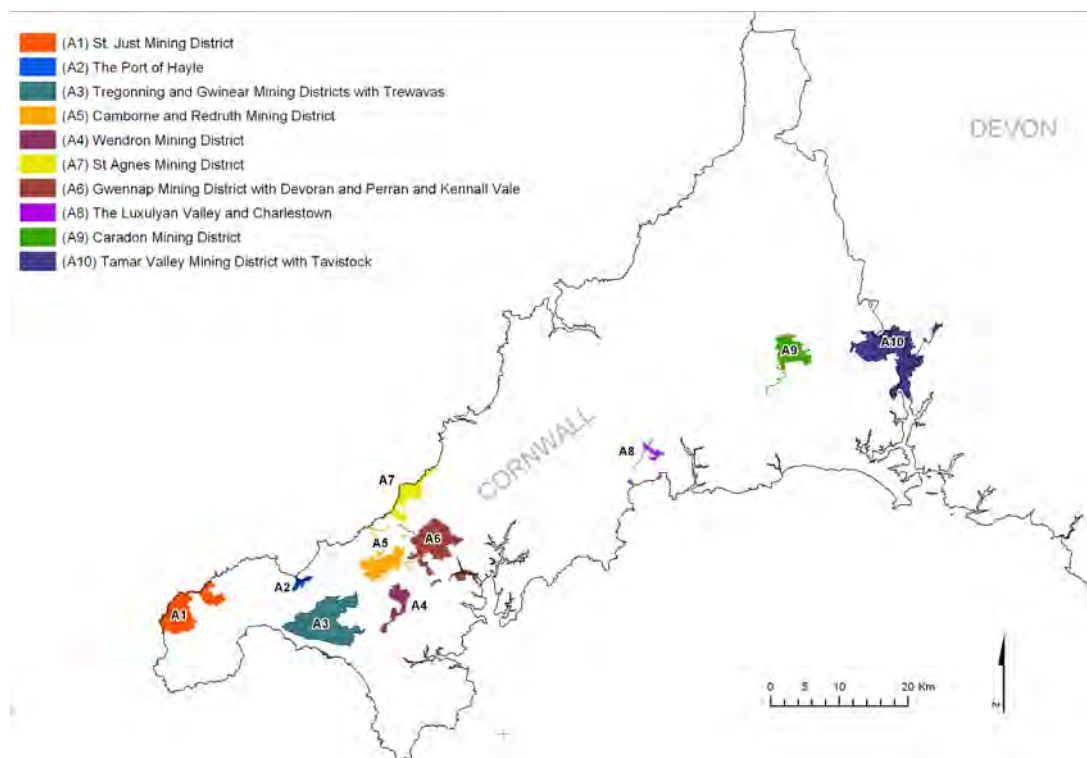 (A1) St. Just Mining District
(A2) The Port of Hayle
(A3) Tregonning and Gwinear Mining Districts with Trewavas
(A5) Camborne and Redruth Mining District
(A4) Wendron Mining District
(A7) St Agnes Mining District
(A6) Gwennap Mining District with Devoran and Perran and Kennall Vale
(A8) The Luxulyan Valley and Charlestown
(A9) Caradon Mining District
(A10) Tamar Valley Mining District with Tavistock
DEVON
CORNWALL
A10
A9
A8
A7
A6
A5
A2
A4
A1
A3
0 5 10 20 Km
N